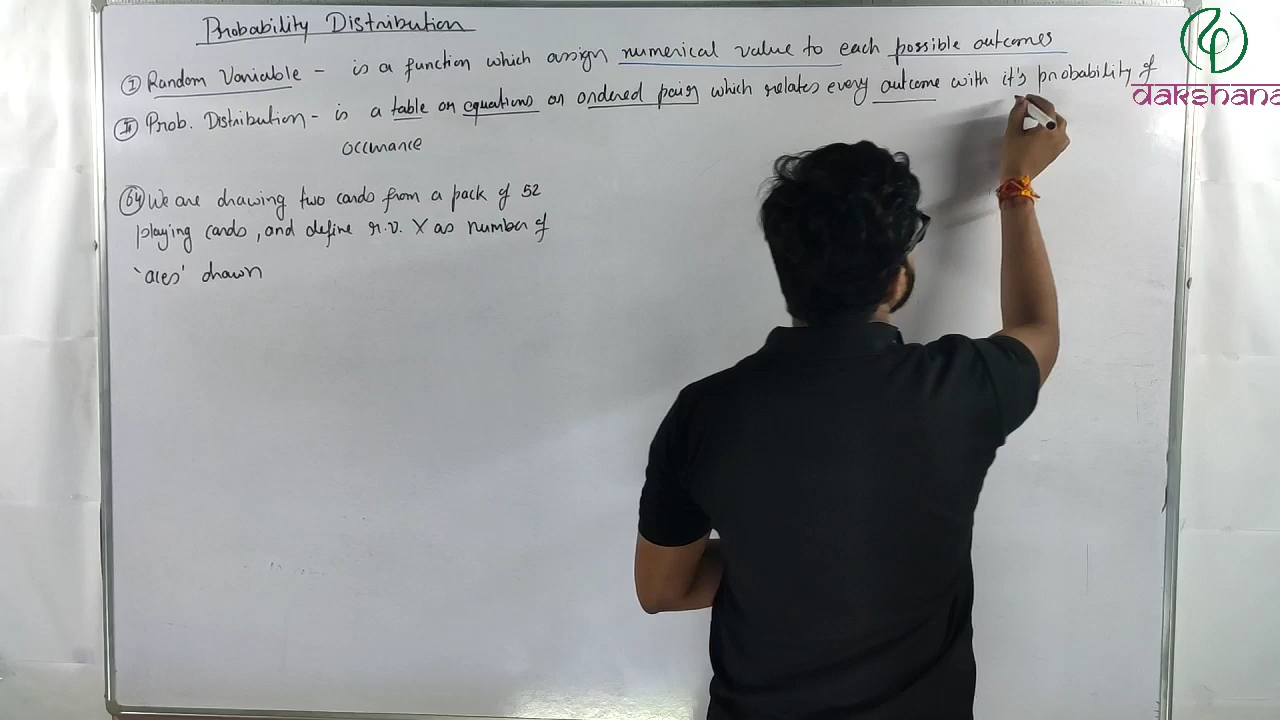 Probability Distribution
I Random Variable - is a function which assign numerical value to each possible outcomes
II Prob. Distribution - is a table or equations or ordered pairs which relates every outcome with it's probability of
occurance
64 We are drawing two cards from a pack of 52
playing cards, and define r.v. X as number of
'aces' drawn
dakshana